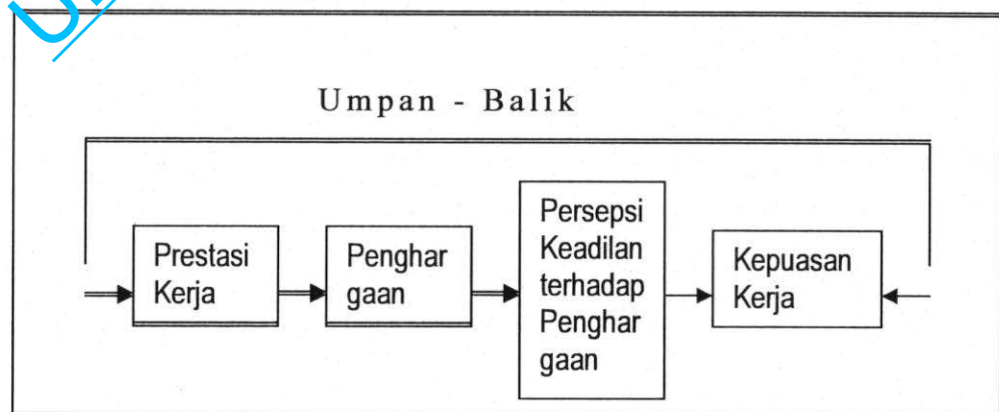 Umpan - Balik
Prestasi
Kerja
Penghar
gaan
Persepsi
Keadilan
terhadap
Penghar
gaan
Kepuasan
Kerja